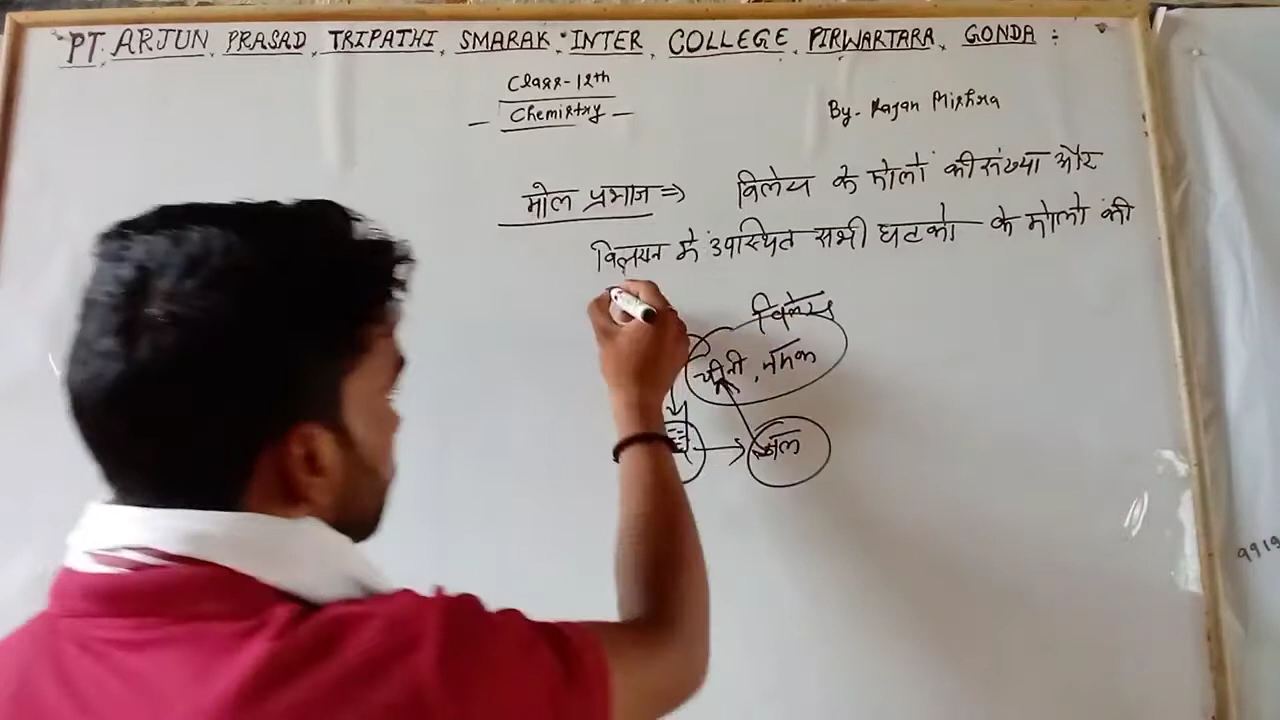 PT. ARJUN PRASAD TRIPATHI SMARAK INTER COLLEGE, PIRWARTARA, GONDA :
Class-12th
Chemistry
By- Rajan Mishra
मोल प्रभाज ⇒ विलेय के मोलों की संख्या और
विलयन में उपस्थित सभी घटको के मोलो की
विलेय
चीनी, नमक
जल
9919